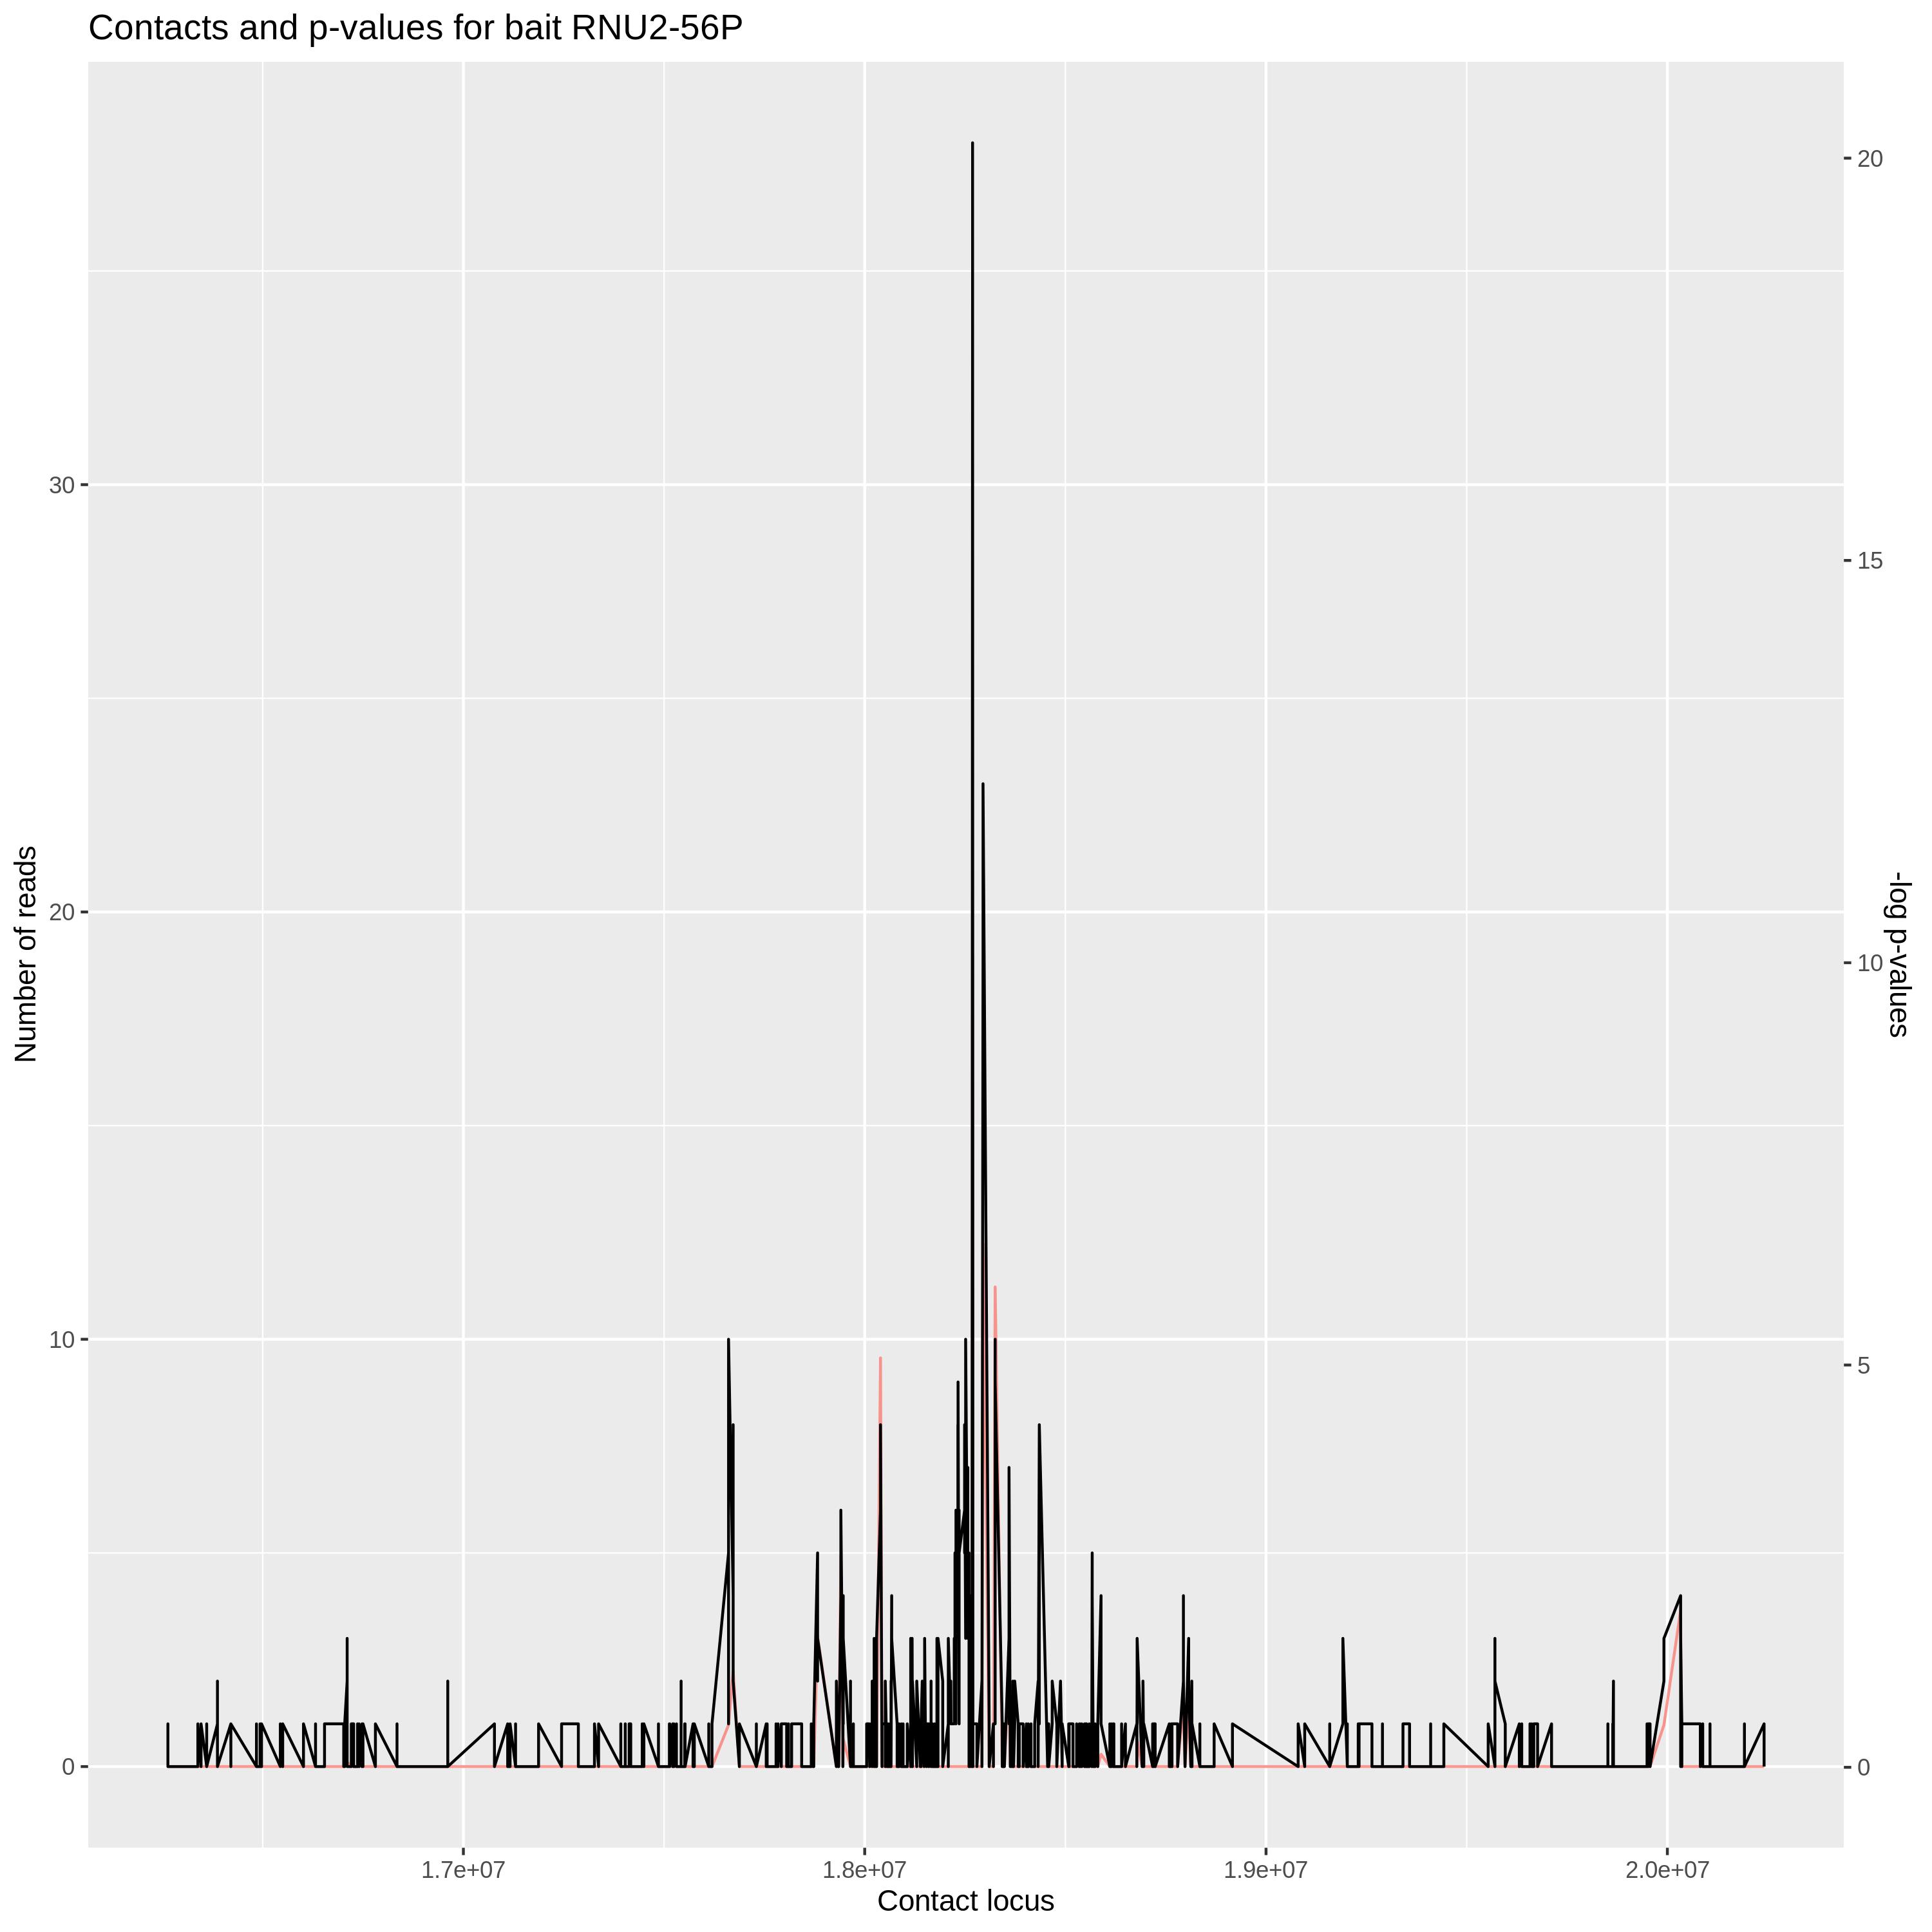 Contacts and p-values for bait RNU2-56P
Number of reads
30
20
10
0
20
15
10
5
0
-log p-values
1.7e+07
1.8e+07
1.9e+07
2.0e+07
Contact locus